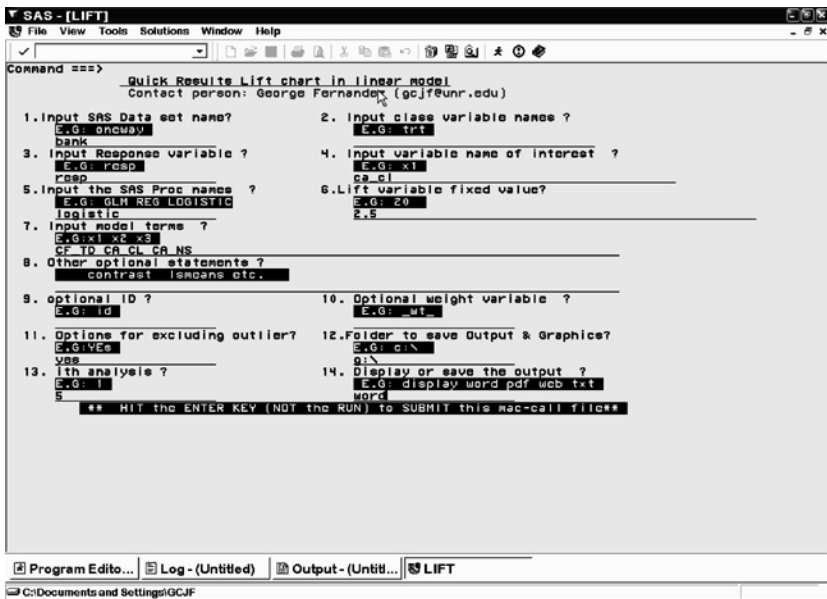 SAS - [LIFT]
File View Tools Solutions Window Help
Command ===>
Quick Results Lift chart in linear model
Contact person: George Fernandez (gcjf@unr.edu)
1.Input SAS Data set name? 2. Input class variable names ?
E.G: oneway E.G: trt
bank
3. Input Response variable ? 4. Input variable name of interest ?
E.G: resp E.G: x1
resp ca_cl
5.Input the SAS Proc names ? 6.Lift variable fixed value?
E.G: GLM REG LOGISTIC E.G: 20
logistic 2.5
7. Input model terms ?
E.G:x1 x2 x3
CF_TD CA_CL CA_NS
8. Other optional statements ?
contrast lsmeans etc.
9. optional ID ? 10. Optional weight variable ?
E.G: id E.G: _wt_
11. Options for excluding outlier? 12.Folder to save Output & Graphics?
E.G:YEs E.G: c:\
yes g:\
13. ith analysis ? 14. Display or save the output ?
E.G: 1 E.G: display word pdf web txt
5 word
** HIT the ENTER KEY (NOT the RUN) to SUBMIT this mac-call file**
Program Edito... Log - (Untitled) Output - (Untitl... LIFT
C:\Documents and Settings\GCJF